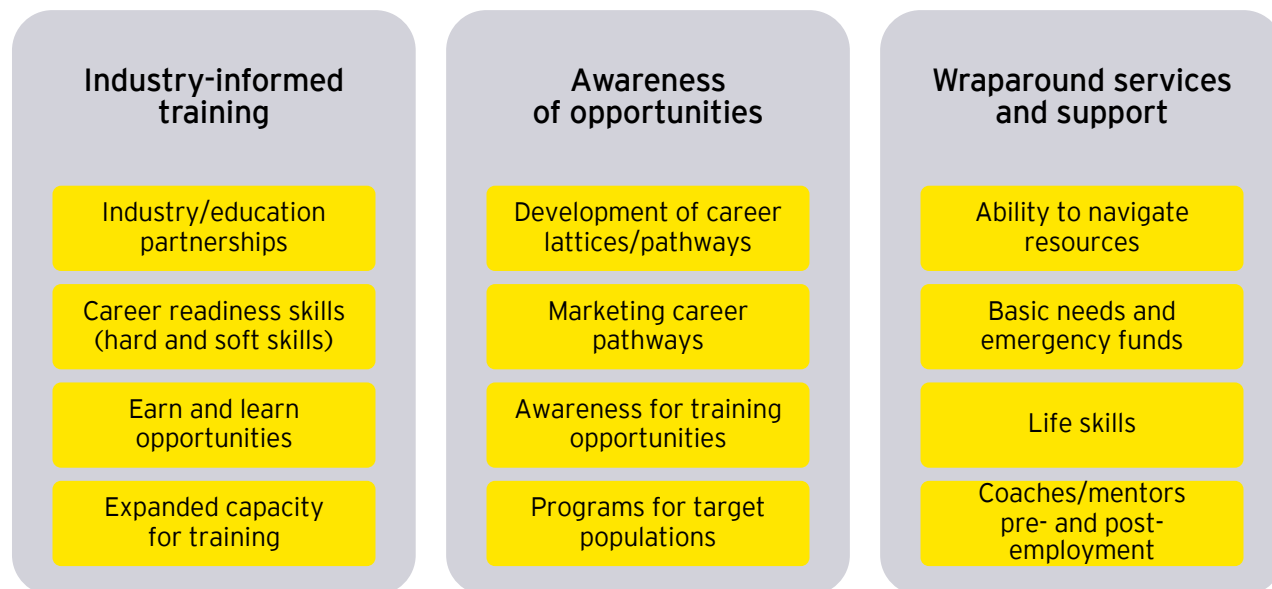 Industry-informed
training
Industry/education
partnerships
Career readiness skills
(hard and soft skills)
Earn and learn
opportunities
Expanded capacity
for training
Awareness
of opportunities
Development of career
lattices/pathways
Marketing career
pathways
Awareness for training
opportunities
Programs for target
populations
Wraparound services
and support
Ability to navigate
resources
Basic needs and
emergency funds
Life skills
Coaches/mentors
pre- and post-
employment